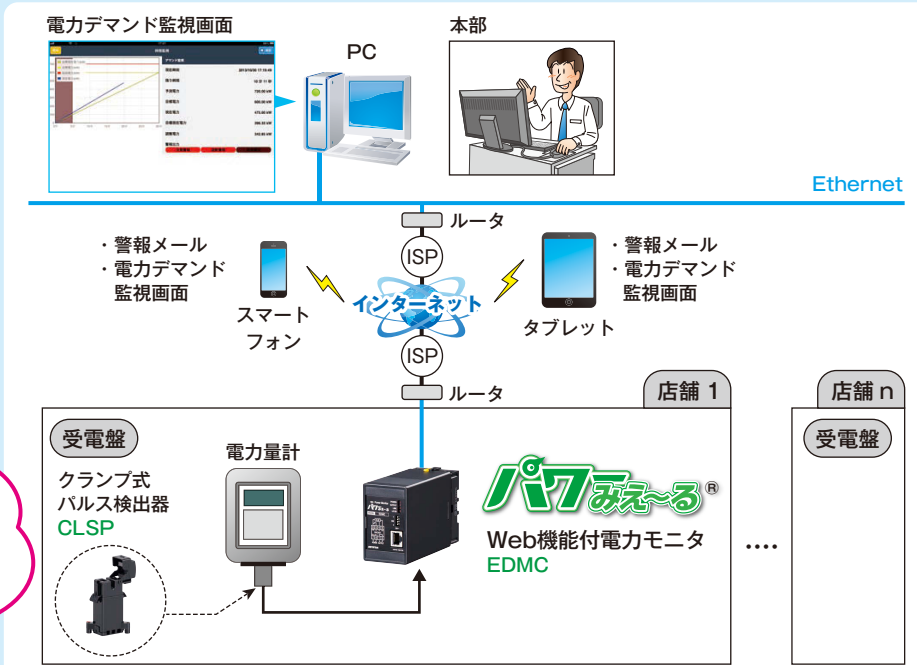 電力デマンド監視画面
PC
本部
Ethernet
ルータ
・警報メール
・電力デマンド
監視画面
スマート
フォン
ISP
インターネット
タブレット
・警報メール
・電力デマンド
監視画面
ISP
ルータ
店舗 1
店舗 n
受電盤
クランプ式
パルス検出器
CLSP
電力量計
パワーみえ〜る®
Web機能付電力モニタ
EDMC
‥‥
受電盤